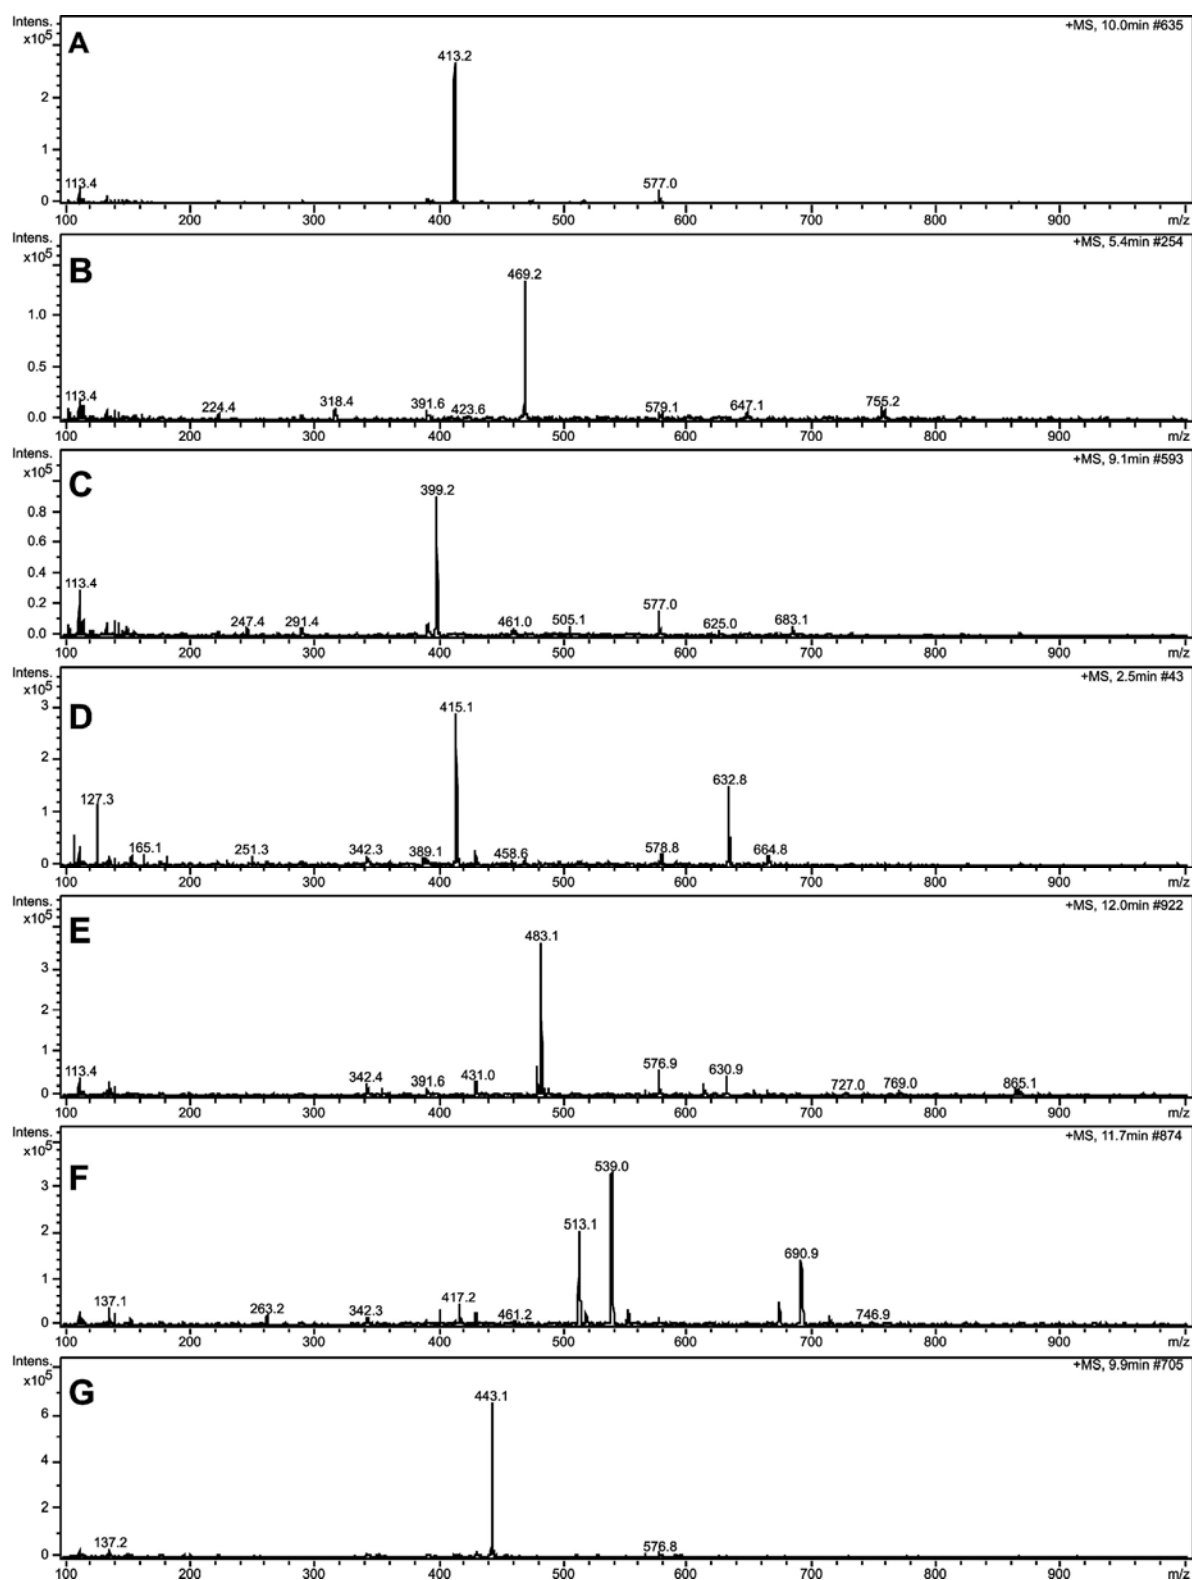 Intens.
x10^5
A
+MS, 10.0min #635
413.2
2
1
113.4
577.0
0
100 200 300 400 500 600 700 800 900 m/z
Intens.
x10^5
B
+MS, 5.4min #254
469.2
1.0
0.5
113.4 224.4 318.4 391.6 423.6 579.1 647.1 755.2
0.0
100 200 300 400 500 600 700 800 900 m/z
Intens.
x10^5
C
+MS, 9.1min #593
399.2
0.8
0.6
0.4
113.4
0.2
247.4 291.4 461.0 505.1 577.0 625.0 683.1
0.0
100 200 300 400 500 600 700 800 900 m/z
Intens.
x10^5
D
+MS, 2.5min #43
3
415.1
2
632.8
127.3
1
165.1 251.3 342.3 389.1 458.6 578.8 664.8
0
100 200 300 400 500 600 700 800 900 m/z
Intens.
x10^5
E
+MS, 12.0min #922
483.1
3
2
1
113.4 342.4 391.6 431.0 576.9 630.9 727.0 769.0 865.1
0
100 200 300 400 500 600 700 800 900 m/z
Intens.
x10^5
F
+MS, 11.7min #874
539.0
3
513.1
2
690.9
1
137.1 263.2 342.3 417.2 461.2 746.9
0
100 200 300 400 500 600 700 800 900 m/z
Intens.
x10^5
G
+MS, 9.9min #705
443.1
6
4
2
137.2 576.8
0
100 200 300 400 500 600 700 800 900 m/z